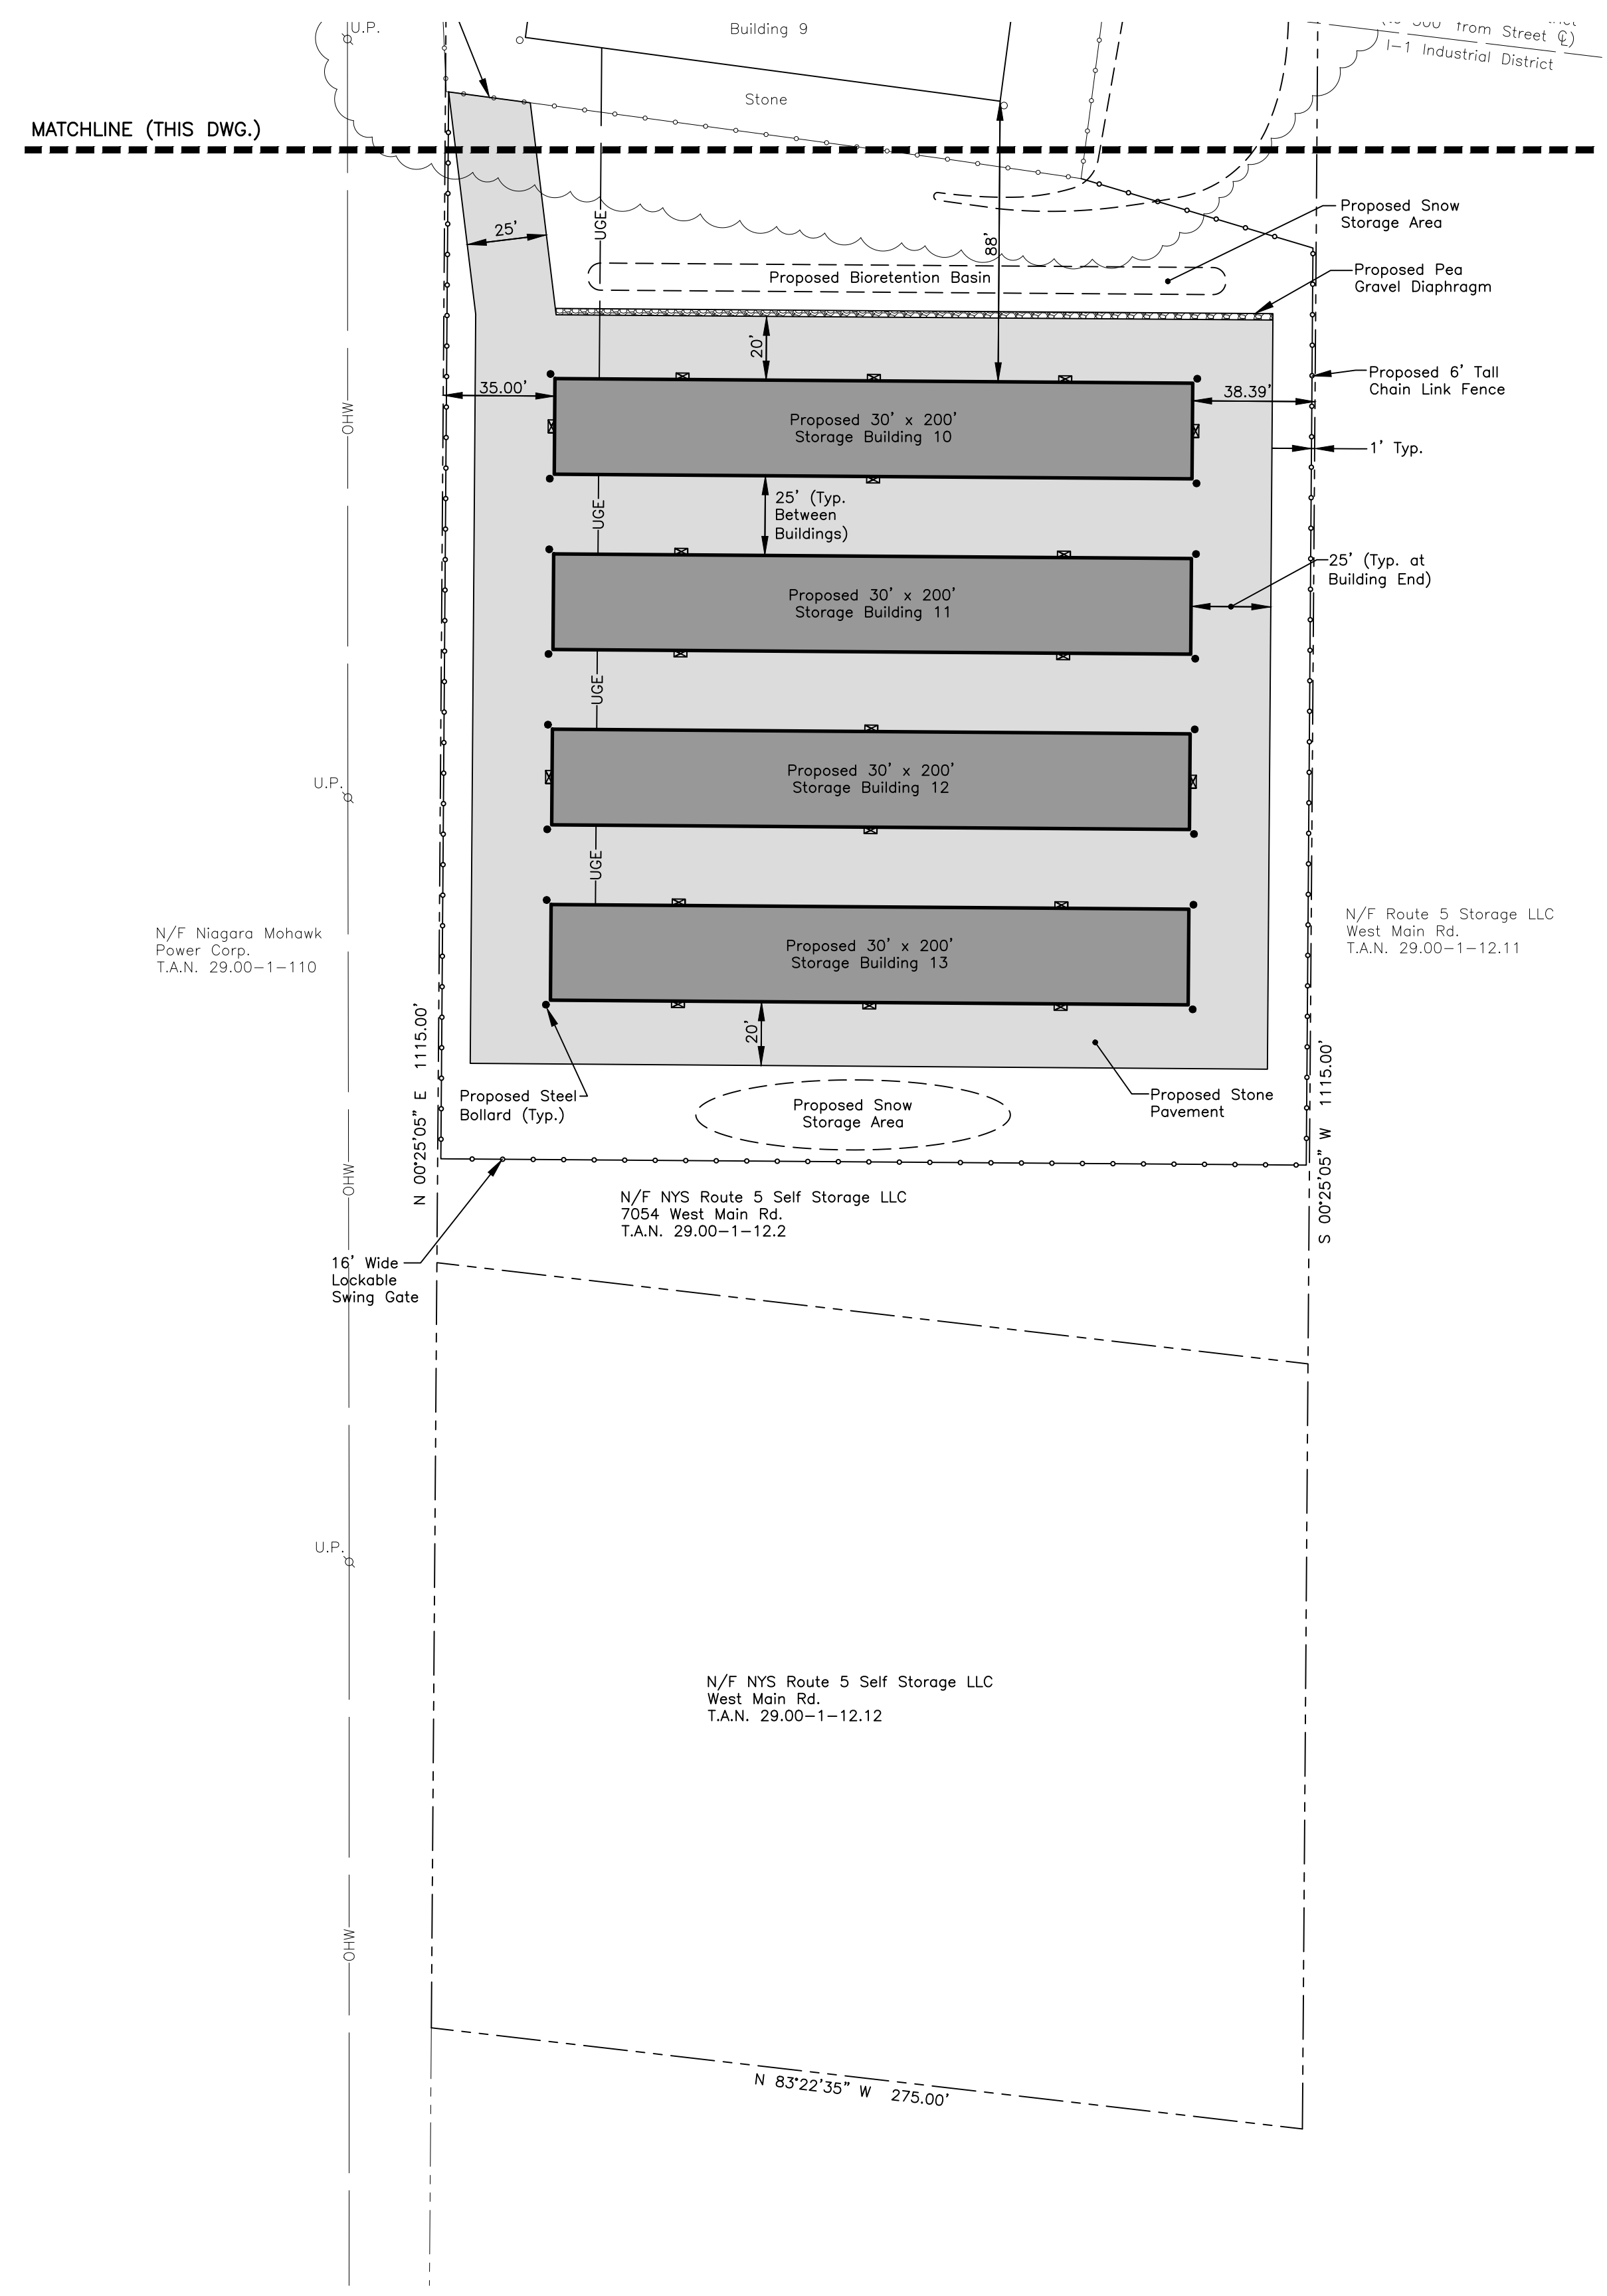 U.P.
Building 9
from Street ℄)
I-1 Industrial District
Stone
MATCHLINE (THIS DWG.)
Proposed Snow
Storage Area
25'
UGE
88'
Proposed Bioretention Basin
Proposed Pea
Gravel Diaphragm
20'
35.00'
38.39'
Proposed 6' Tall
Chain Link Fence
OHW
Proposed 30' x 200'
Storage Building 10
1' Typ.
UGE
25' (Typ.
Between
Buildings)
25' (Typ. at
Building End)
Proposed 30' x 200'
Storage Building 11
UGE
U.P.
Proposed 30' x 200'
Storage Building 12
UGE
N/F Niagara Mohawk
Power Corp.
T.A.N. 29.00-1-110
N/F Route 5 Storage LLC
West Main Rd.
T.A.N. 29.00-1-12.11
Proposed 30' x 200'
Storage Building 13
20'
N 00°25'05" E 1115.00'
S 00°25'05" W 1115.00'
Proposed Steel
Bollard (Typ.)
Proposed Snow
Storage Area
Proposed Stone
Pavement
OHW
N/F NYS Route 5 Self Storage LLC
7054 West Main Rd.
T.A.N. 29.00-1-12.2
16' Wide
Lockable
Swing Gate
U.P.
N/F NYS Route 5 Self Storage LLC
West Main Rd.
T.A.N. 29.00-1-12.12
OHW
N 83°22'35" W 275.00'